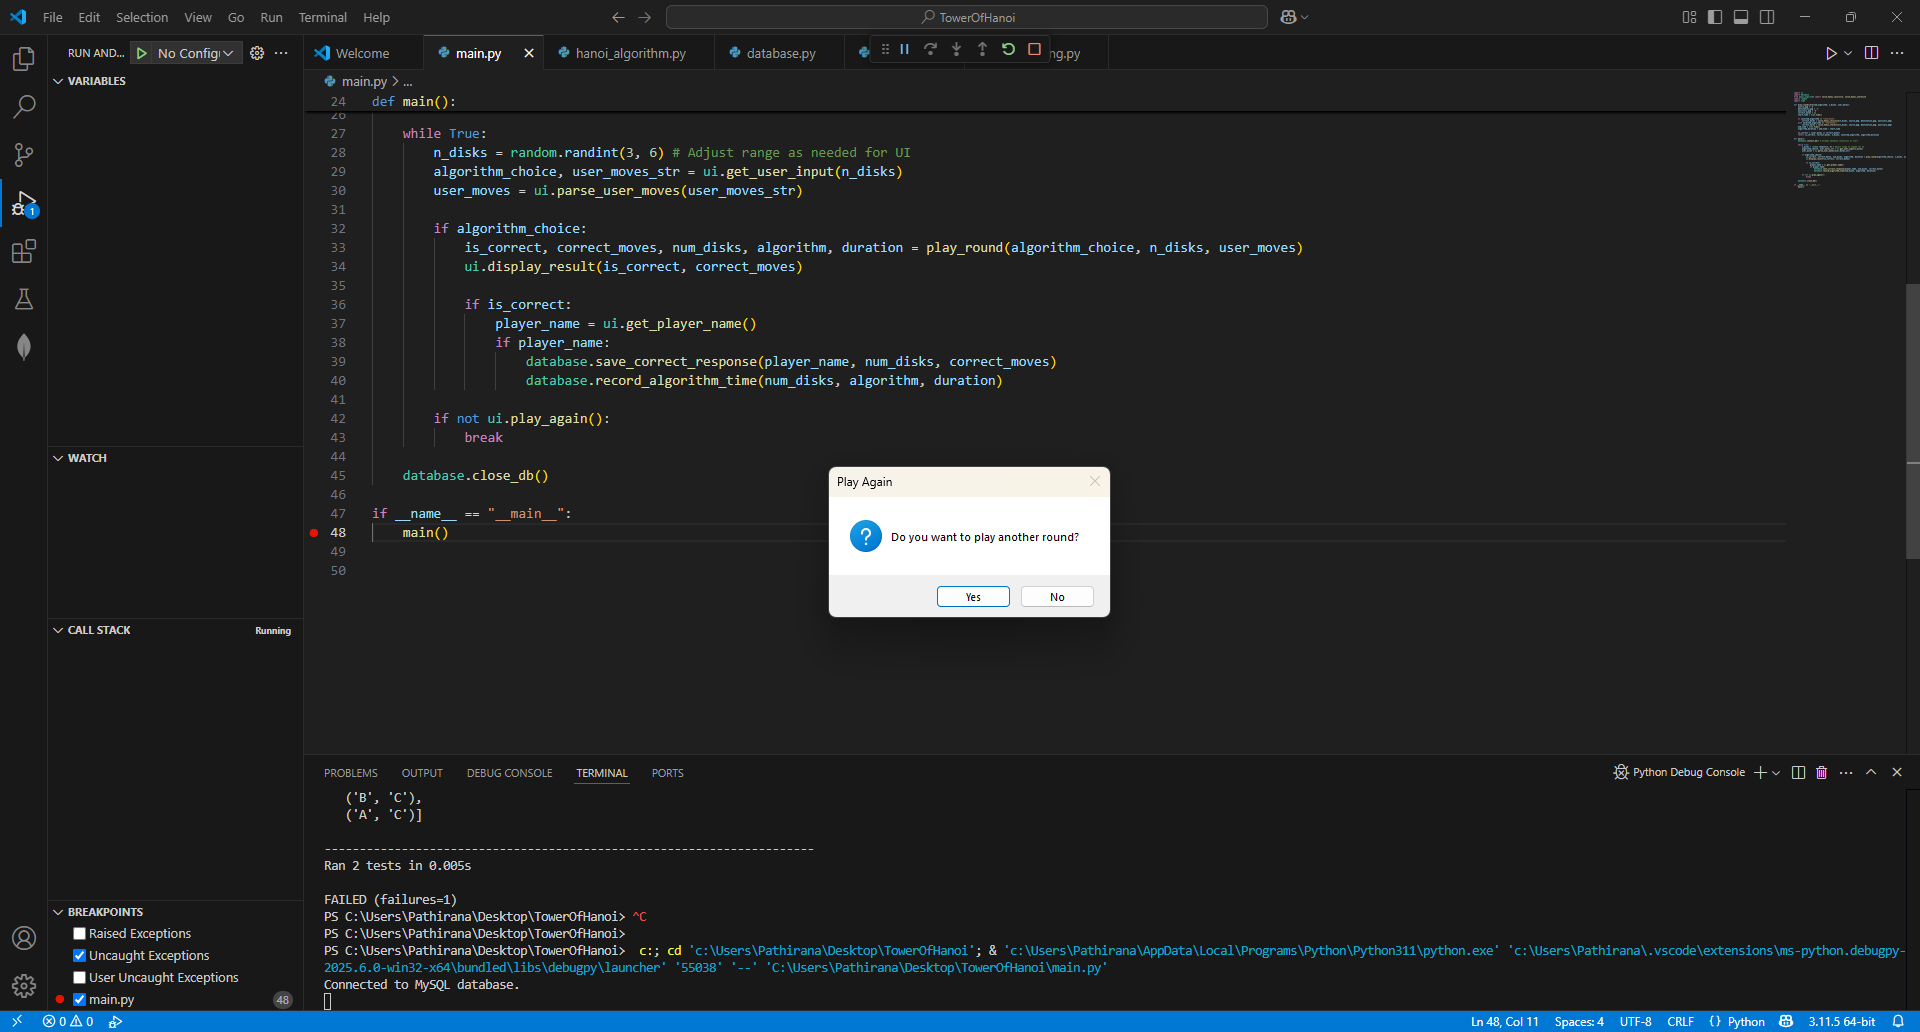 File Edit Selection View Go Run Terminal Help
TowerOfHanoi
RUN AND... No Config
Welcome main.py hanoi_algorithm.py database.py ng.py
VARIABLES
main.py > ...
24 def main():
26
27 while True:
28 n_disks = random.randint(3, 6) # Adjust range as needed for UI
29 algorithm_choice, user_moves_str = ui.get_user_input(n_disks)
30 user_moves = ui.parse_user_moves(user_moves_str)
31
32 if algorithm_choice:
33 is_correct, correct_moves, num_disks, algorithm, duration = play_round(algorithm_choice, n_disks, user_moves)
34 ui.display_result(is_correct, correct_moves)
35
36 if is_correct:
37 player_name = ui.get_player_name()
38 if player_name:
39 database.save_correct_response(player_name, num_disks, correct_moves)
40 database.record_algorithm_time(num_disks, algorithm, duration)
41
42 if not ui.play_again():
43 break
44
45 database.close_db()
46
47 if __name__ == "__main__":
48 main()
49
50
WATCH
CALL STACK
Running
BREAKPOINTS
Raised Exceptions
Uncaught Exceptions
User Uncaught Exceptions
main.py 48
1
Play Again
?
Do you want to play another round?
Yes No
PROBLEMS OUTPUT DEBUG CONSOLE TERMINAL PORTS
Python Debug Console
('B', 'C'),
('A', 'C')]
----------------------------------------------------------------------
Ran 2 tests in 0.005s
FAILED (failures=1)
PS C:\Users\Pathirana\Desktop\TowerOfHanoi> ^C
PS C:\Users\Pathirana\Desktop\TowerOfHanoi>
PS C:\Users\Pathirana\Desktop\TowerOfHanoi> c:; cd 'c:\Users\Pathirana\Desktop\TowerOfHanoi'; & 'c:\Users\Pathirana\AppData\Local\Programs\Python\Python311\python.exe' 'c:\Users\Pathirana\.vscode\extensions\ms-python.debugpy-
2025.6.0-win32-x64\bundled\libs\debugpy\launcher' '55038' '--' 'C:\Users\Pathirana\Desktop\TowerOfHanoi\main.py'
Connected to MySQL database.
0 0
Ln 48, Col 11 Spaces: 4 UTF-8 CRLF {} Python 3.11.5 64-bit